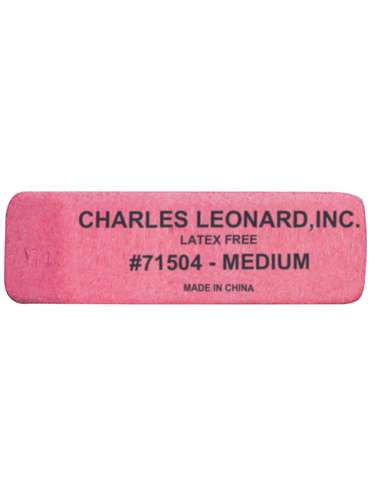 CHARLES LEONARD,INC.
LATEX FREE
#71504 - MEDIUM
MADE IN CHINA